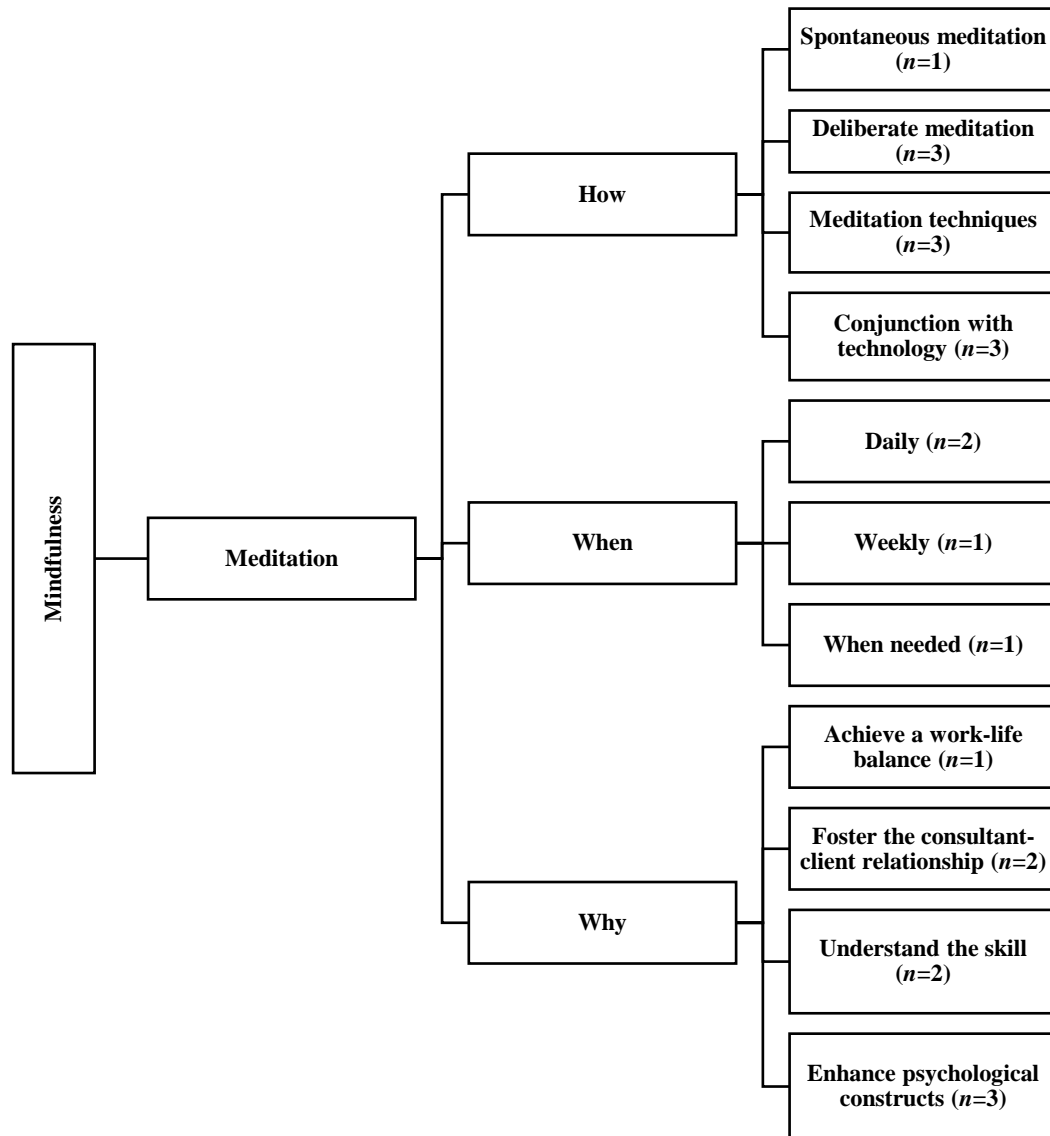 Mindfulness
Meditation
How
Spontaneous meditation
(n=1)
Deliberate meditation
(n=3)
Meditation techniques
(n=3)
Conjunction with
technology (n=3)
When
Daily (n=2)
Weekly (n=1)
When needed (n=1)
Why
Achieve a work-life
balance (n=1)
Foster the consultant-
client relationship (n=2)
Understand the skill
(n=2)
Enhance psychological
constructs (n=3)